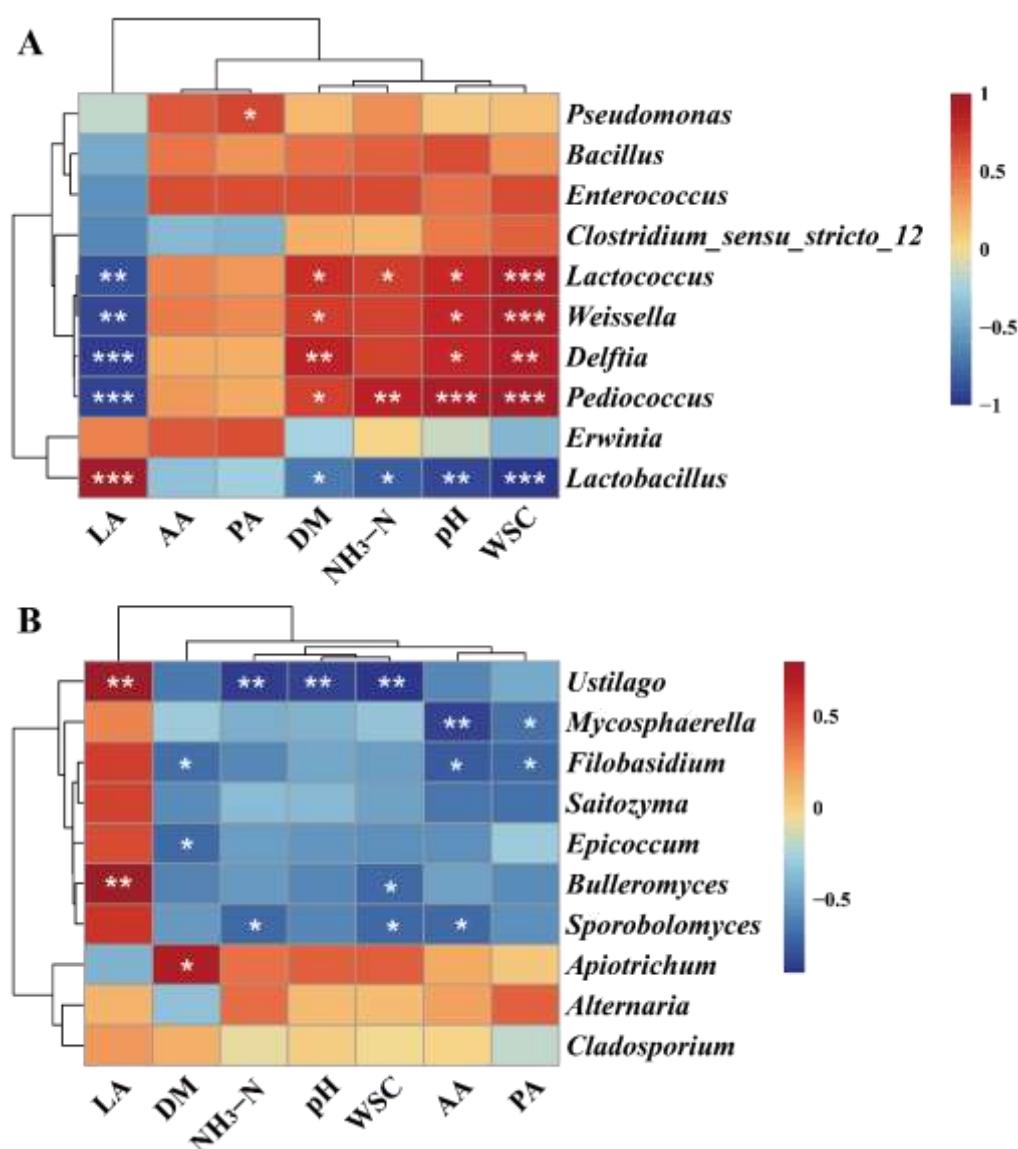 A
* Pseudomonas
Bacillus
Enterococcus
Clostridium_sensu_stricto_12
** * * * *** Lactococcus
** * * *** Weissella
*** ** * ** Delftia
*** * ** *** *** Pediococcus
Erwinia
*** * * ** *** Lactobacillus
LA AA PA DM NH₃−N pH WSC
1
0.5
0
−0.5
−1
B
** ** ** ** Ustilago
** * Mycosphaerella
* * * Filobasidium
Saitozyma
* Epicoccum
** * Bulleromyces
* * * Sporobolomyces
* Apiotrichum
Alternaria
Cladosporium
LA DM NH₃−N pH WSC AA PA
0.5
0
−0.5